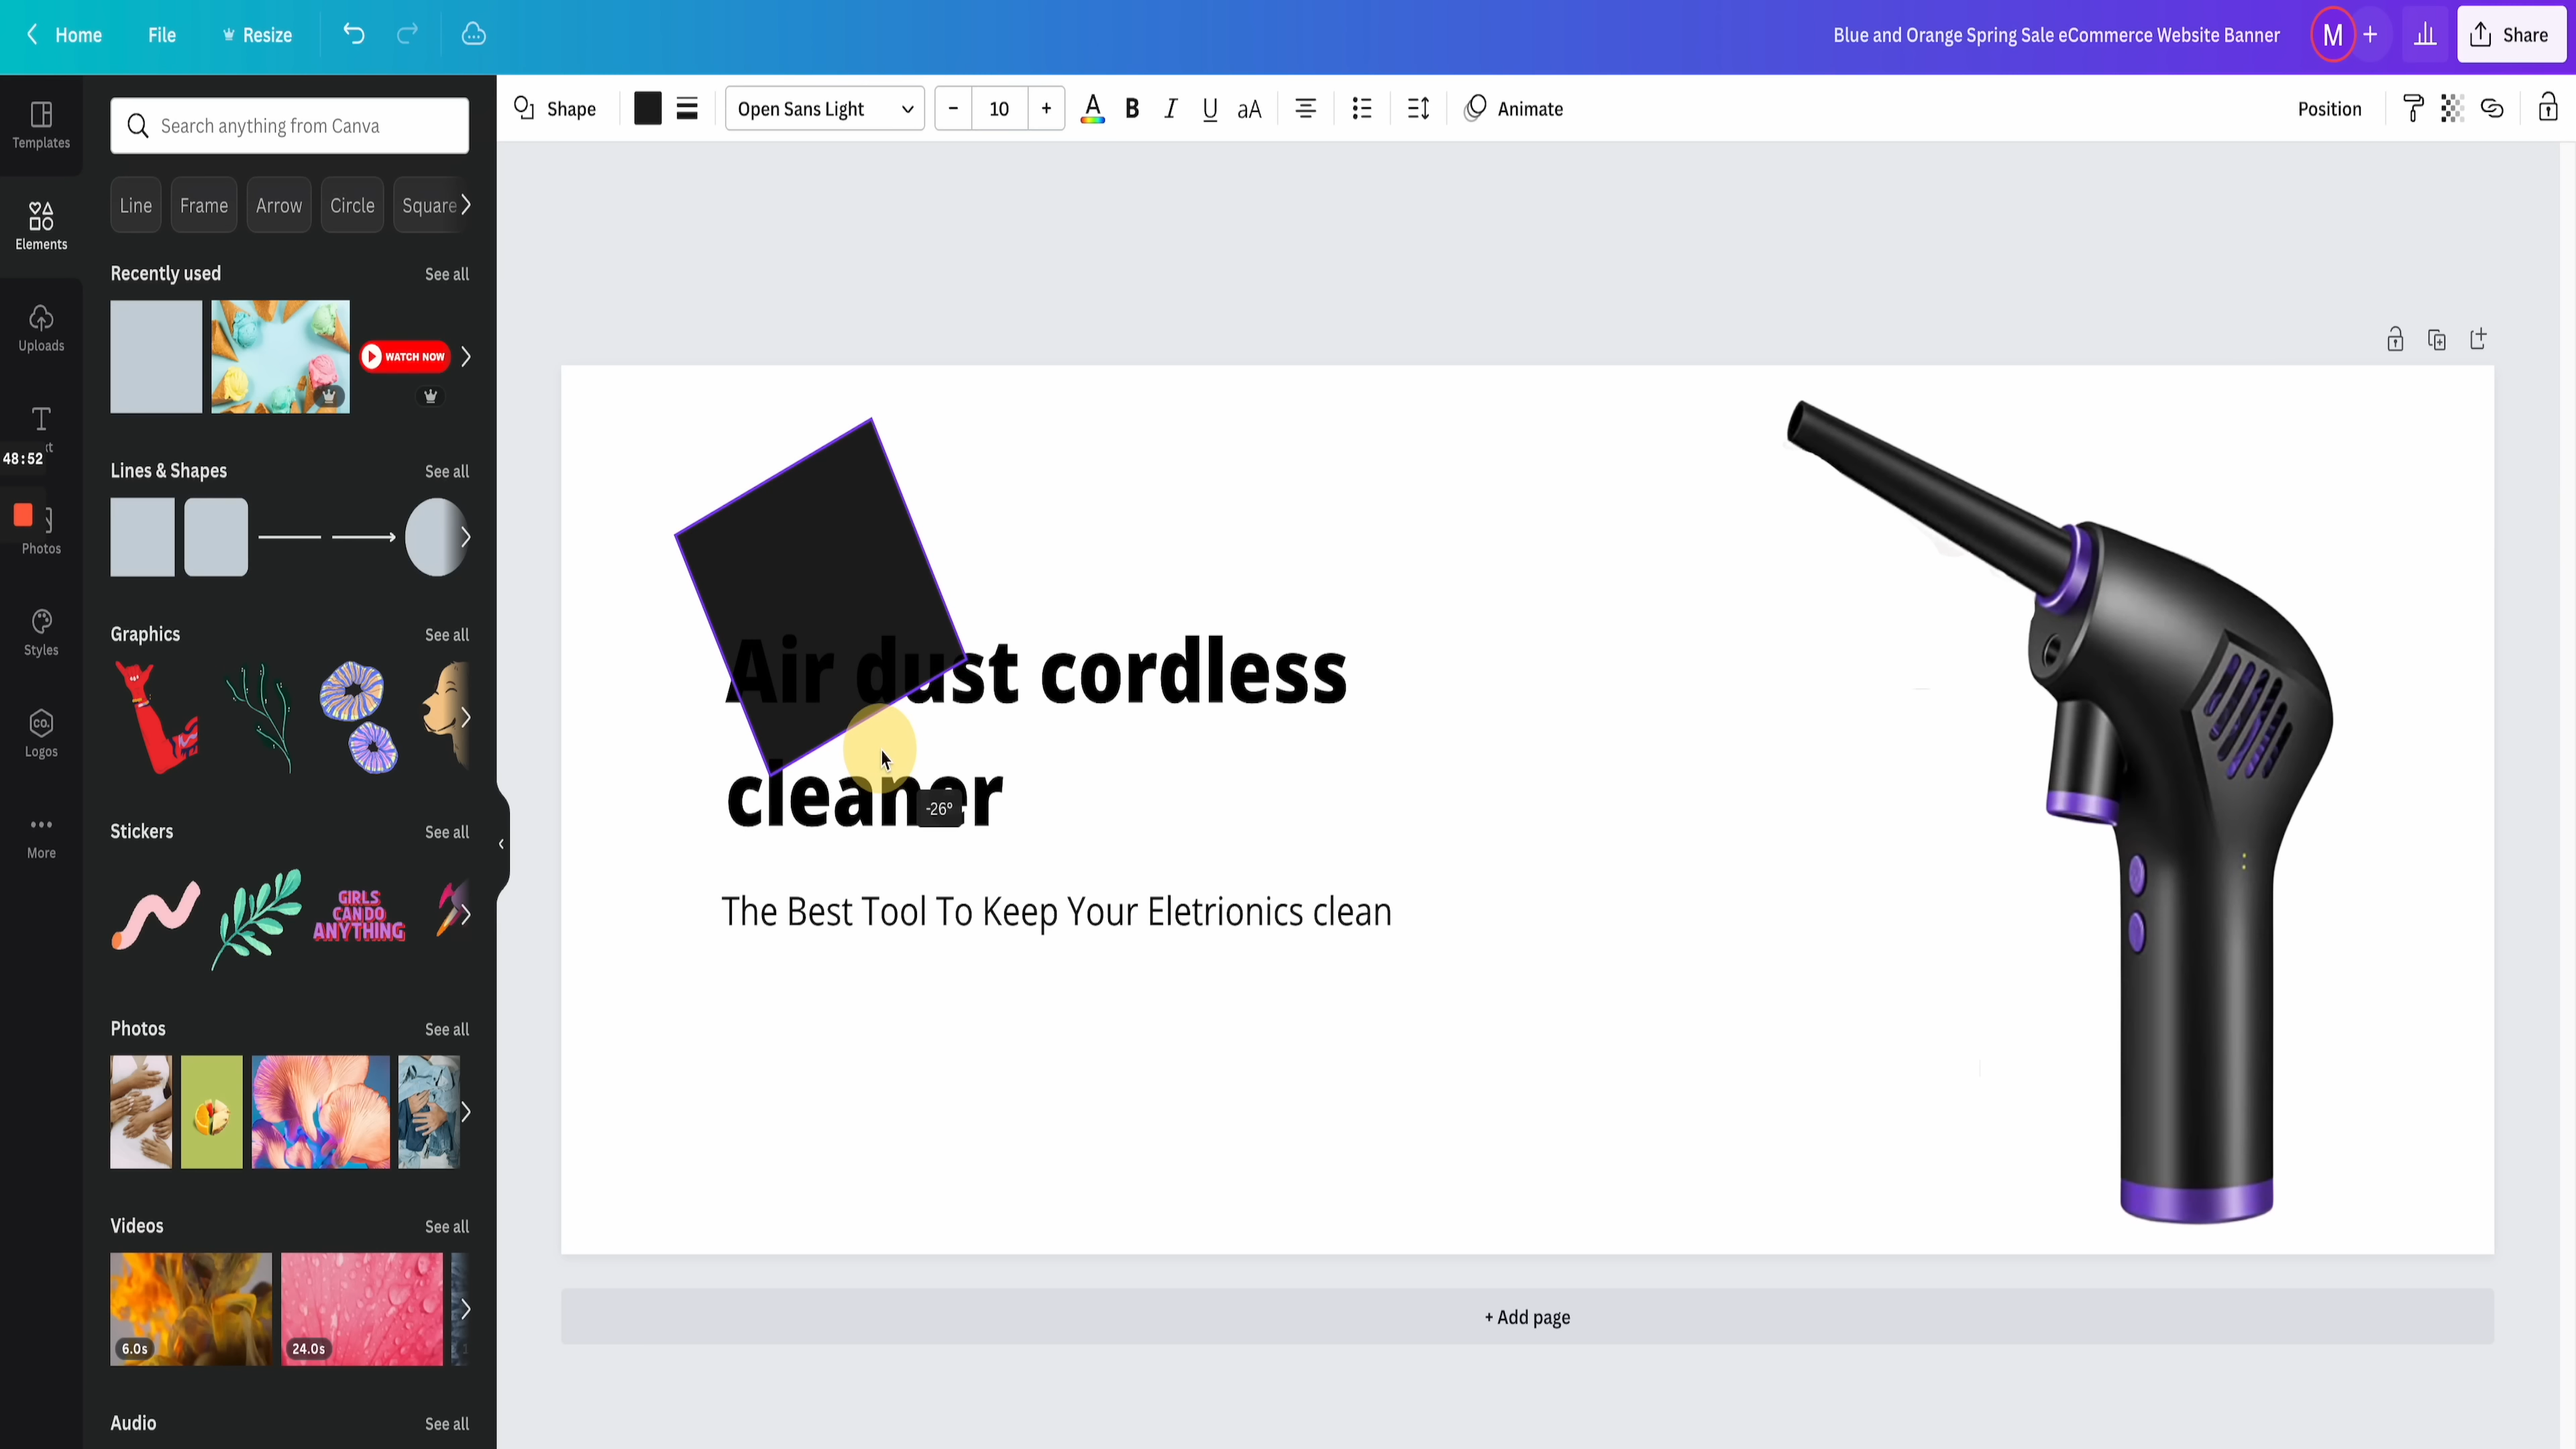 Home File Resize Blue and Orange Spring Sale eCommerce Website Banner M + Share
Shape Open Sans Light - 10 + A B I U aA Animate Position
Templates
Elements
Uploads
48:52
Photos
Styles
Logos
More
Search anything from Canva
Line Frame Arrow Circle Square
Recently used See all
WATCH NOW
Lines & Shapes See all
Graphics See all
Stickers See all
GIRLS
CAN DO
ANYTHING
Photos See all
Videos See all
6.0s 24.0s
Audio See all
CO.
Air dust cordless
cleaner
-26°
The Best Tool To Keep Your Eletrionics clean
+ Add page